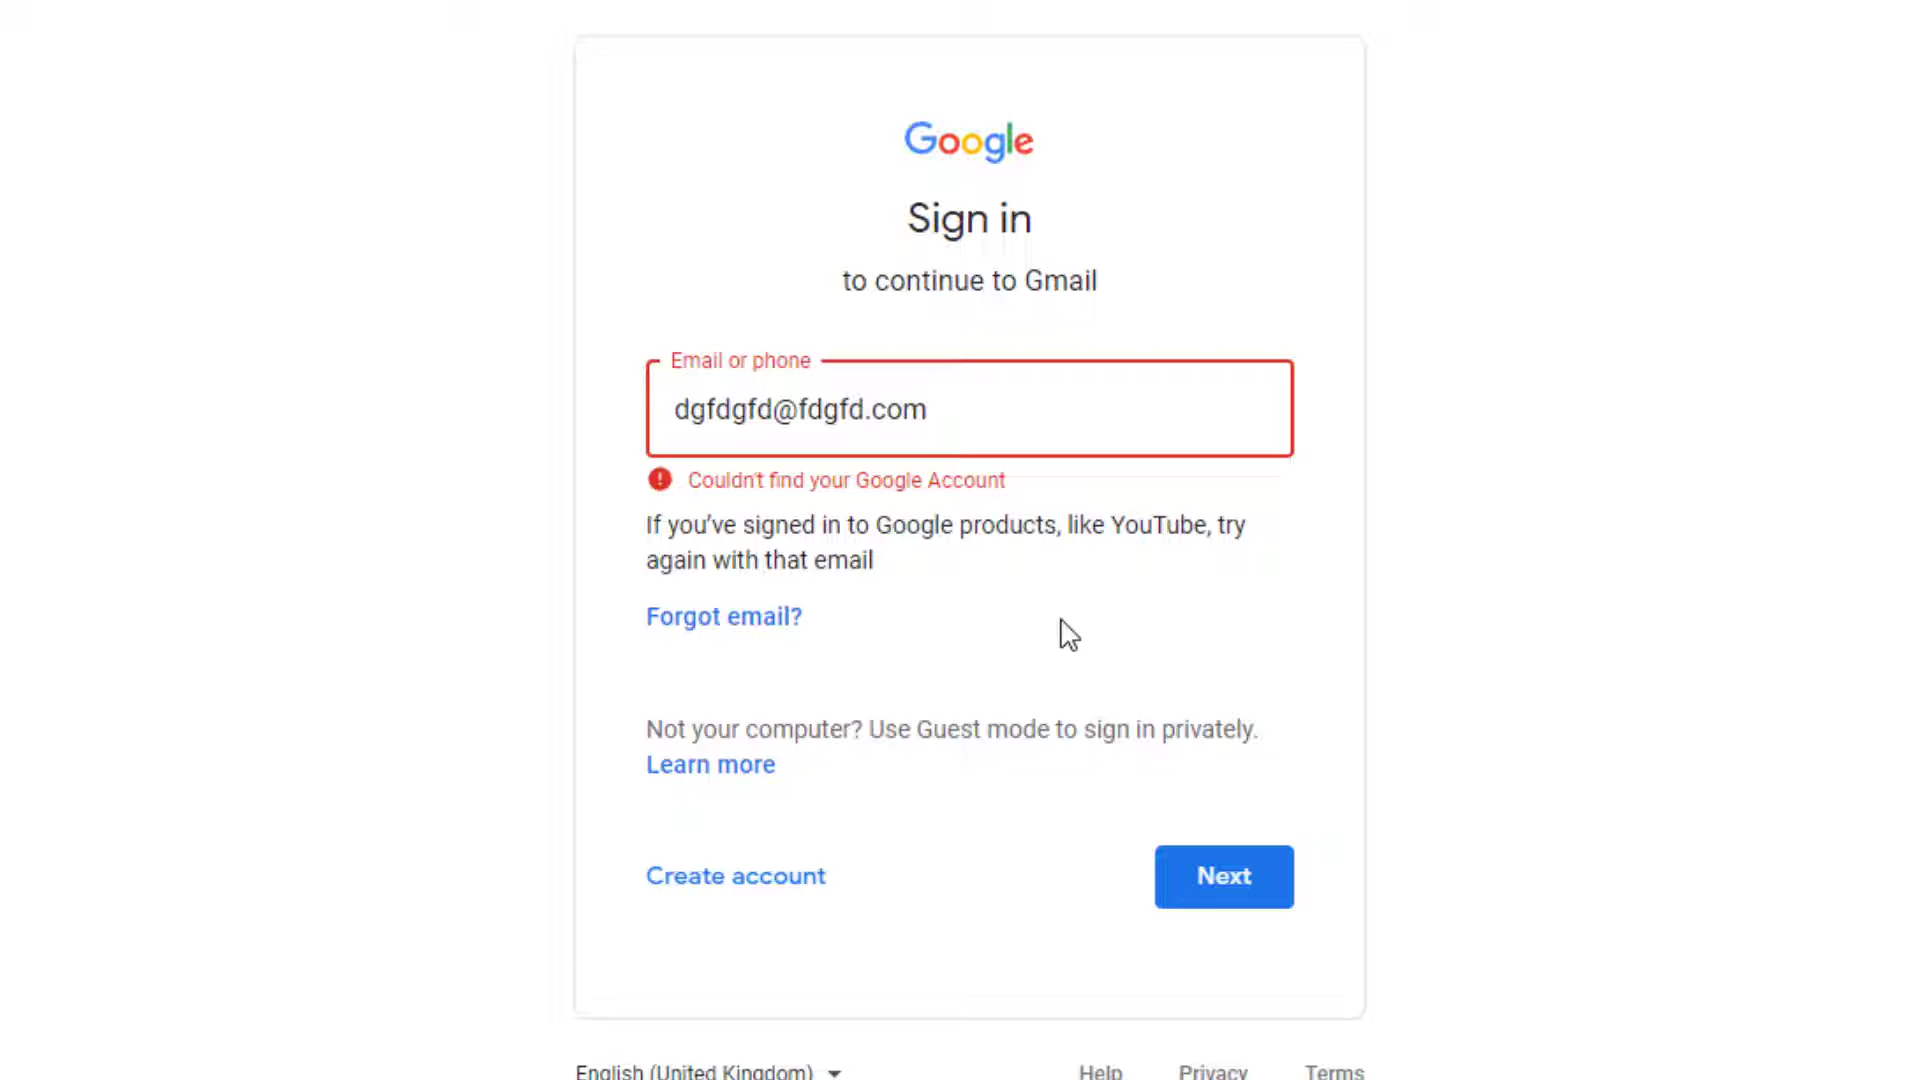 Google
Sign in
to continue to Gmail
Email or phone
dgfdgfd@fdgfd.com
Couldn't find your Google Account
If you’ve signed in to Google products, like YouTube, try
again with that email
Forgot email?
Not your computer? Use Guest mode to sign in privately.
Learn more
Create account
Next
English (United Kingdom)
Help
Privacy
Terms